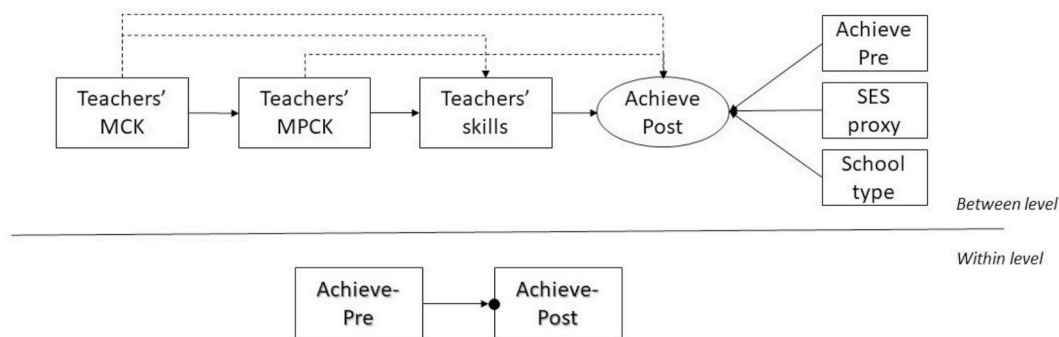 Teachers’
MCK
Teachers’
MPCK
Teachers’
skills
Achieve
Post
Achieve
Pre
SES
proxy
School
type
Between level
Within level
Achieve-
Pre
Achieve-
Post